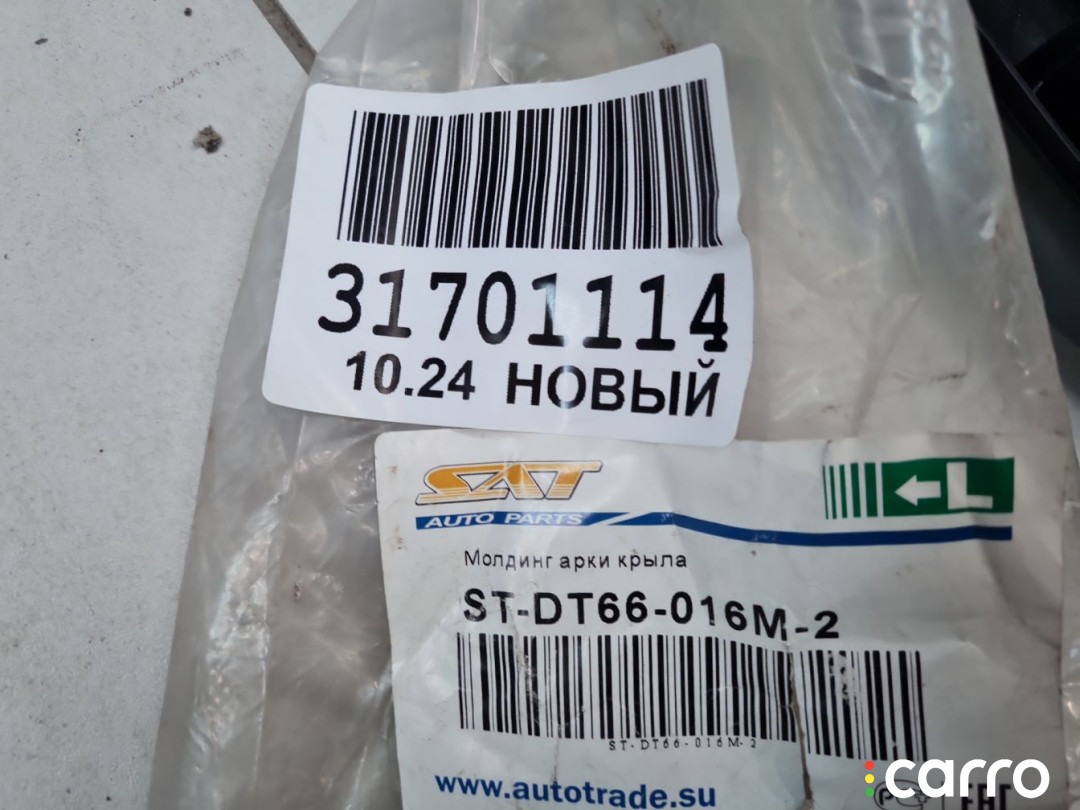 31701114
10.24 НОВЫЙ
SAT
AUTO PARTS
L
Молдинг арки крыла
ST-DT66-016M-2
ST-DT66-016M-2
www.autotrade.su
carro
EAC